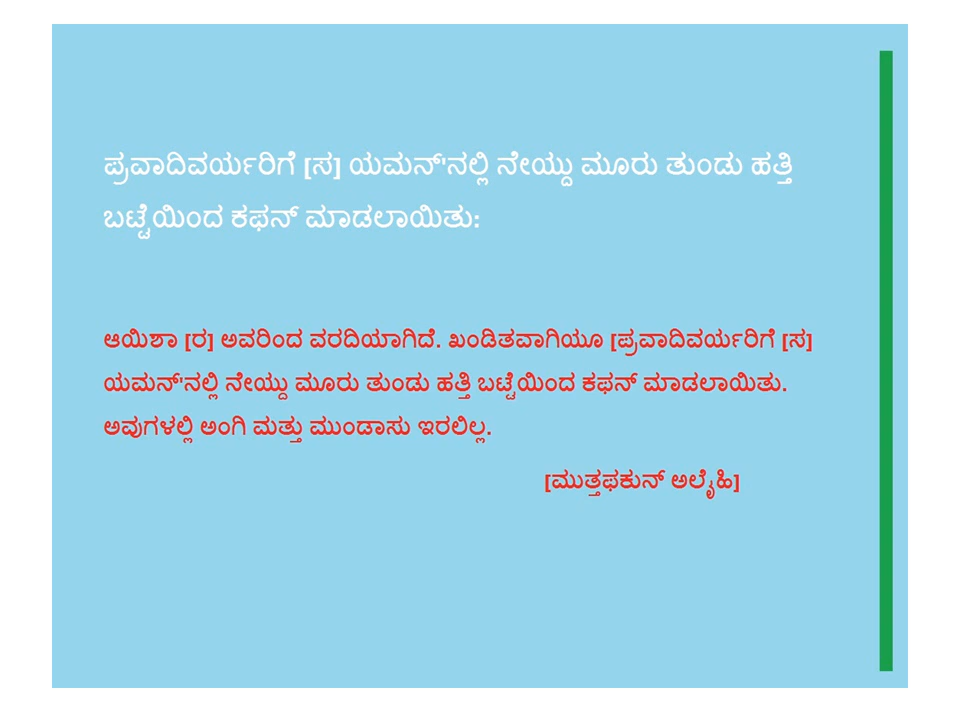 ಪ್ರವಾದಿವರ್ಯರಿಗೆ [ಸ] ಯಮನ್'ನಲ್ಲಿ ನೇಯ್ದು ಮೂರು ತುಂಡು ಹತ್ತಿ
ಬಟ್ಟೆಯಿಂದ ಕಫನ್ ಮಾಡಲಾಯಿತು:
ಆಯಿಶಾ [ರ] ಅವರಿಂದ ವರದಿಯಾಗಿದೆ. ಖಂಡಿತವಾಗಿಯೂ [ಪ್ರವಾದಿವರ್ಯರಿಗೆ [ಸ]
ಯಮನ್'ನಲ್ಲಿ ನೇಯ್ದು ಮೂರು ತುಂಡು ಹತ್ತಿ ಬಟ್ಟೆಯಿಂದ ಕಫನ್ ಮಾಡಲಾಯಿತು.
ಅವುಗಳಲ್ಲಿ ಅಂಗಿ ಮತ್ತು ಮುಂಡಾಸು ಇರಲಿಲ್ಲ.
[ಮುತ್ತಫಕುನ್ ಅಲೈಹಿ]